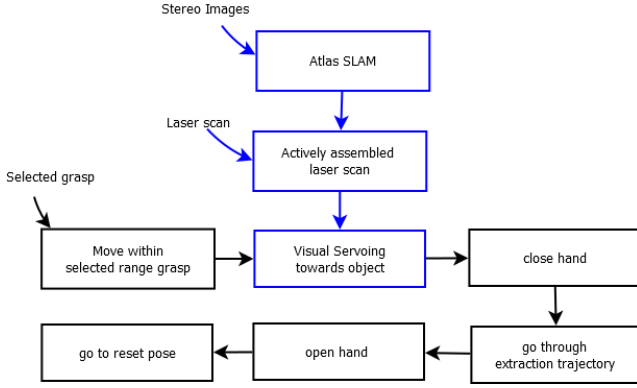 Stereo Images
Atlas SLAM
Laser scan
Actively assembled
laser scan
Selected grasp
Move within
selected range grasp
Visual Servoing
towards object
close hand
go to reset pose
open hand
go through
extraction trajectory